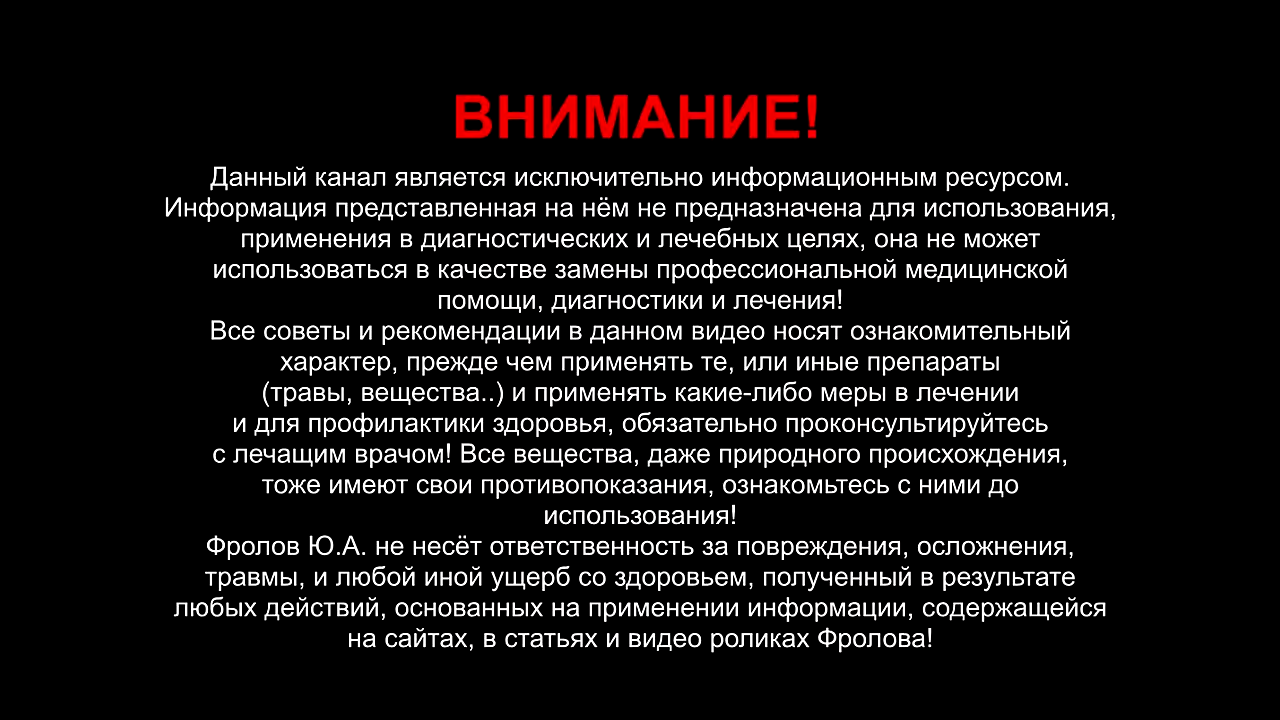 ВНИМАНИЕ!
Данный канал является исключительно информационным ресурсом.
Информация представленная на нём не предназначена для использования,
применения в диагностических и лечебных целях, она не может
использоваться в качестве замены профессиональной медицинской
помощи, диагностики и лечения!
Все советы и рекомендации в данном видео носят ознакомительный
характер, прежде чем применять те, или иные препараты
(травы, вещества..) и применять какие-либо меры в лечении
и для профилактики здоровья, обязательно проконсультируйтесь
с лечащим врачом! Все вещества, даже природного происхождения,
тоже имеют свои противопоказания, ознакомьтесь с ними до
использования!
Фролов Ю.А. не несёт ответственность за повреждения, осложнения,
травмы, и любой иной ущерб со здоровьем, полученный в результате
любых действий, основанных на применении информации, содержащейся
на сайтах, в статьях и видео роликах Фролова!